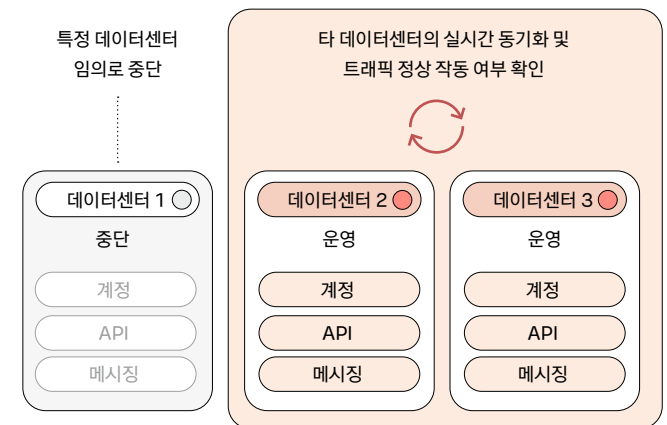 특정 데이터센터
임의로 중단
타 데이터센터의 실시간 동기화 및
트래픽 정상 작동 여부 확인
데이터센터 1
중단
계정
API
메시징
데이터센터 2
운영
계정
API
메시징
데이터센터 3
운영
계정
API
메시징